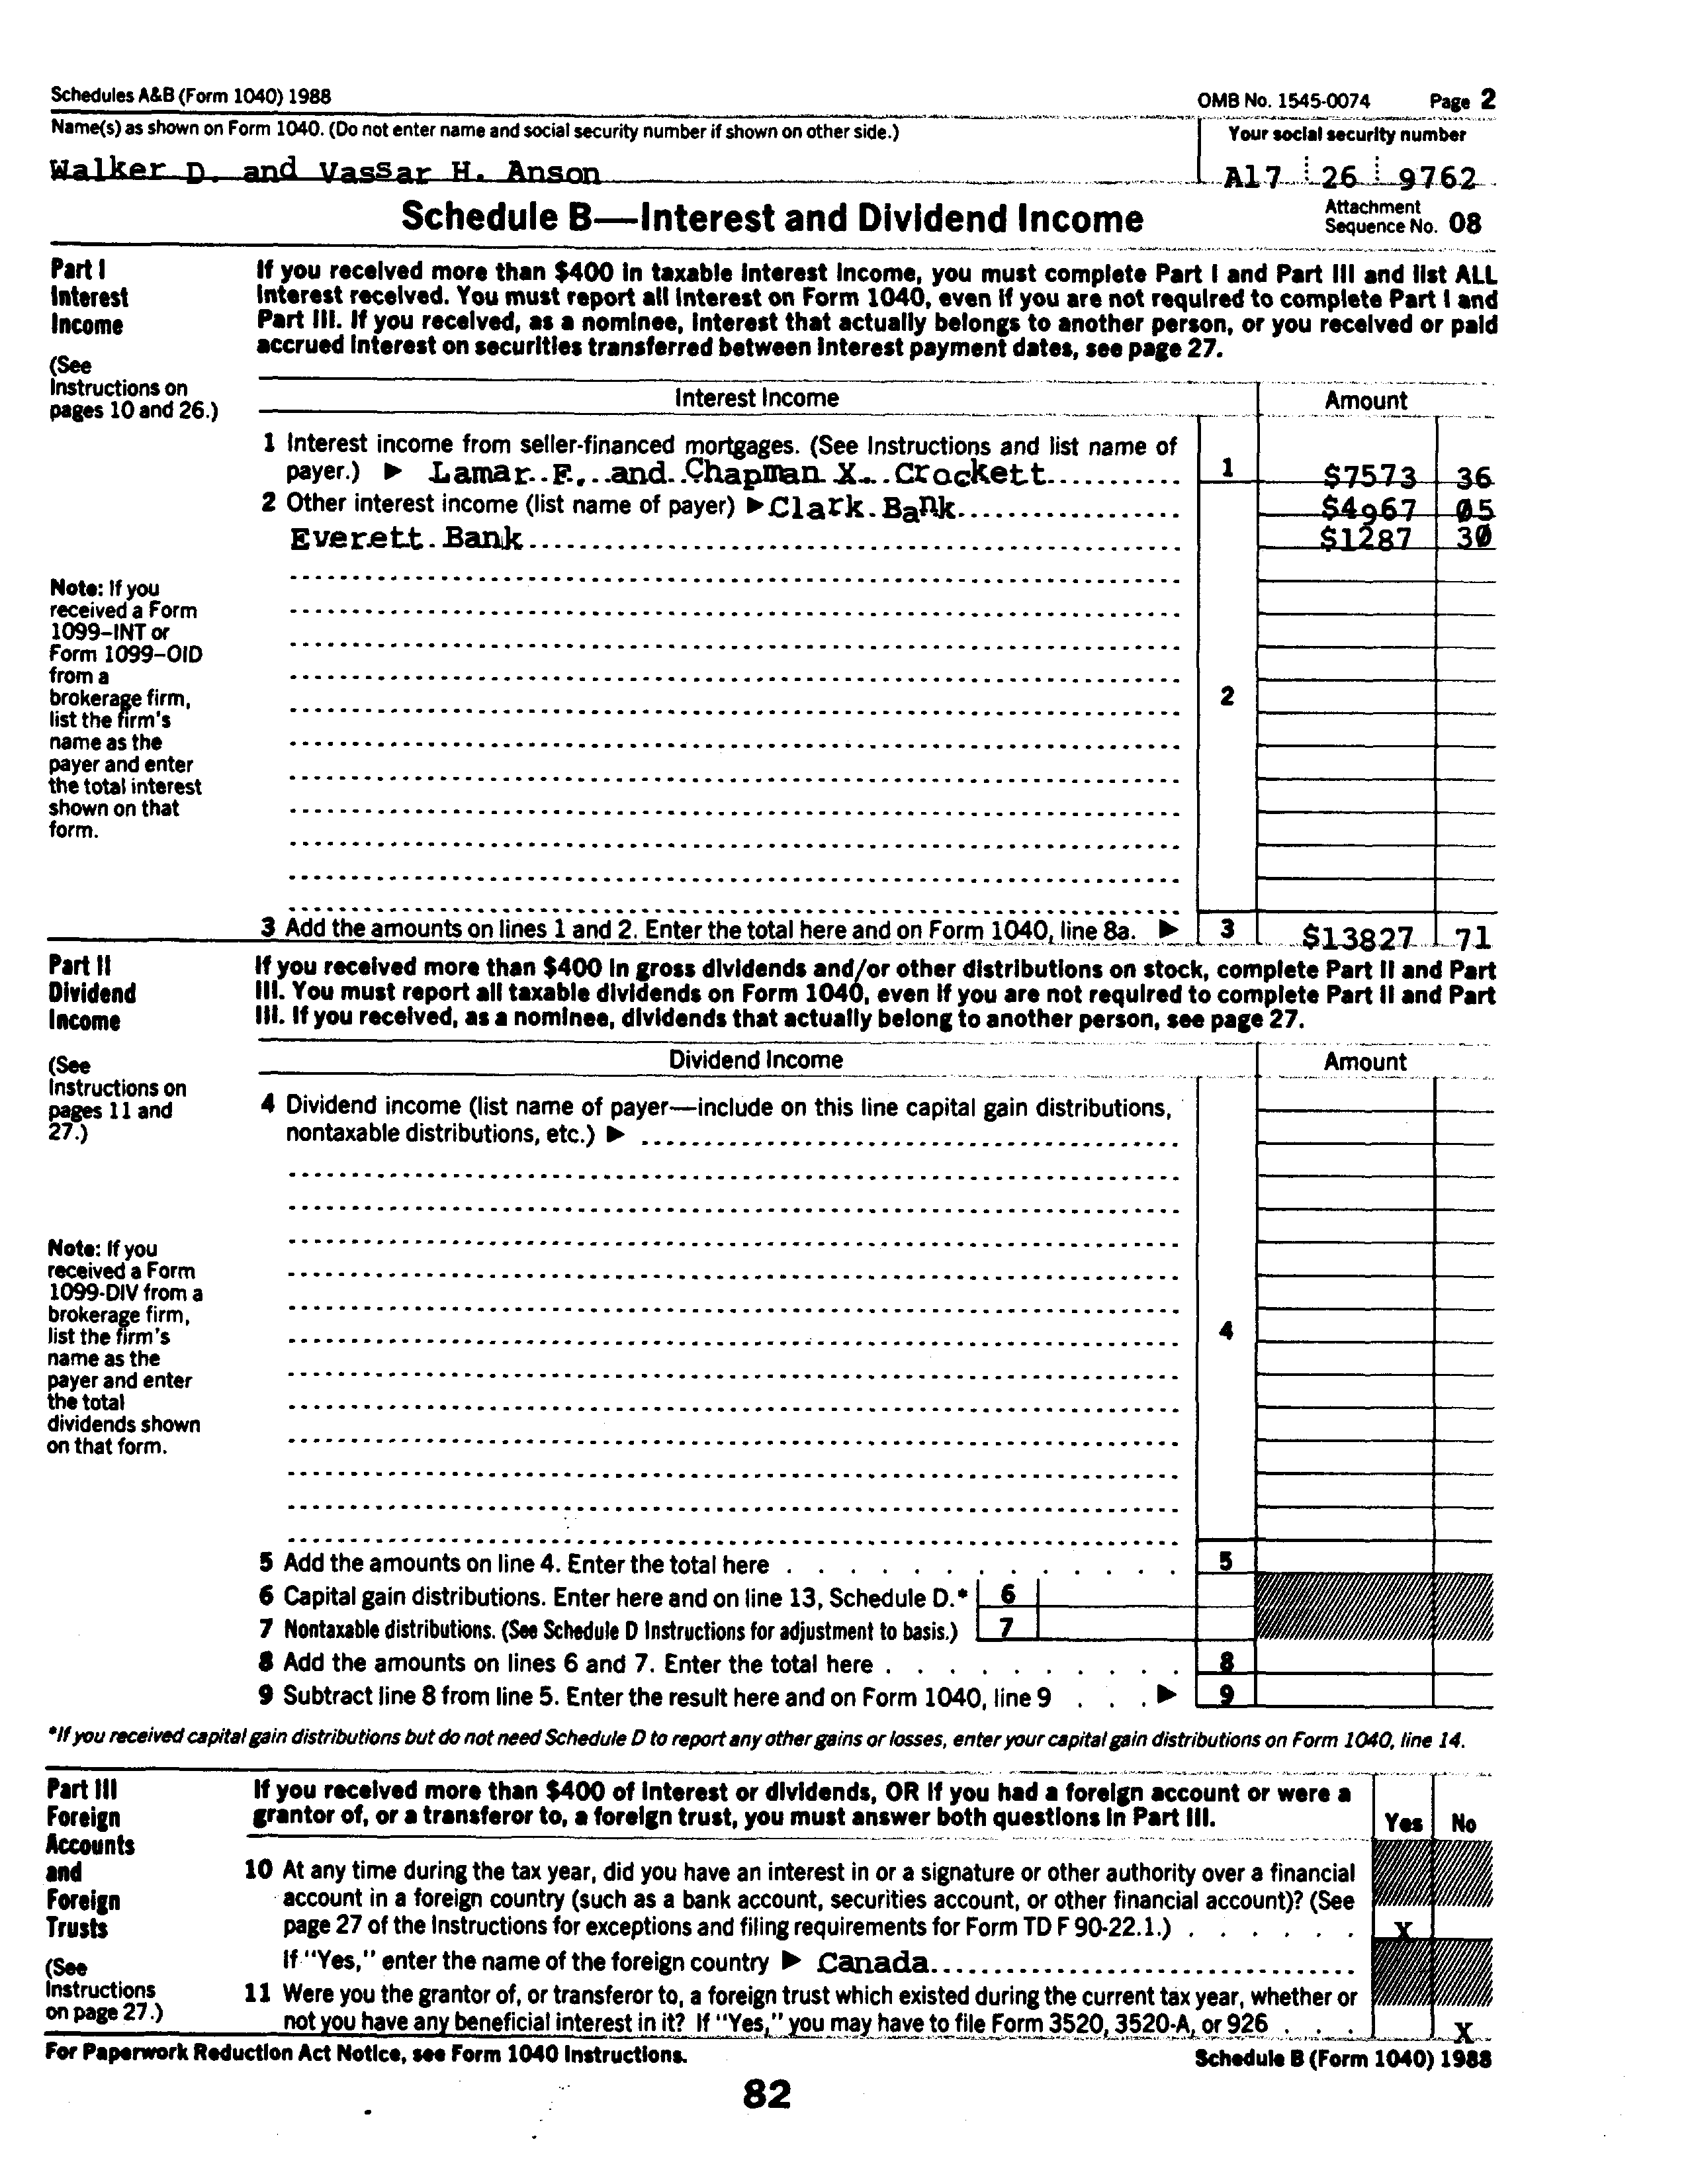 Schedules A&B (Form 1040) 1988 OMB No. 1545-0074 Page 2
Name(s) as shown on Form 1040. (Do not enter name and social security number if shown on other side.) Your social security number
Walker D. and Vassar H. Anson A17 26 9762
Schedule B—Interest and Dividend Income Attachment Sequence No. 08
Part I
Interest
Income
(See
Instructions on
pages 10 and 26.)
If you received more than $400 in taxable interest income, you must complete Part I and Part III and list ALL
interest received. You must report all interest on Form 1040, even if you are not required to complete Part I and
Part III. If you received, as a nominee, interest that actually belongs to another person, or you received or paid
accrued interest on securities transferred between interest payment dates, see page 27.
Interest Income Amount
1 Interest income from seller-financed mortgages. (See Instructions and list name of
payer.) ▶ Lamar F. and Chapman X. Crockett 1 $7573 36
2 Other interest income (list name of payer) ▶ Clark Bank $4967 05
Everett Bank $1287 30
Note: If you
received a Form
1099–INT or
Form 1099–OID
from a
brokerage firm,
list the firm's
name as the
payer and enter
the total interest
shown on that
form.
2
3 Add the amounts on lines 1 and 2. Enter the total here and on Form 1040, line 8a. ▶ 3 $13827 71
Part II
Dividend
Income
(See
Instructions on
pages 11 and
27.)
If you received more than $400 in gross dividends and/or other distributions on stock, complete Part II and Part
III. You must report all taxable dividends on Form 1040, even if you are not required to complete Part II and Part
III. If you received, as a nominee, dividends that actually belong to another person, see page 27.
Dividend Income Amount
4 Dividend income (list name of payer—include on this line capital gain distributions,
nontaxable distributions, etc.) ▶
Note: If you
received a Form
1099-DIV from a
brokerage firm,
list the firm's
name as the
payer and enter
the total
dividends shown
on that form.
4
5 Add the amounts on line 4. Enter the total here 5
6 Capital gain distributions. Enter here and on line 13, Schedule D.* 6
7 Nontaxable distributions. (See Schedule D Instructions for adjustment to basis.) 7
8 Add the amounts on lines 6 and 7. Enter the total here 8
9 Subtract line 8 from line 5. Enter the result here and on Form 1040, line 9 ▶ 9
*If you received capital gain distributions but do not need Schedule D to report any other gains or losses, enter your capital gain distributions on Form 1040, line 14.
Part III
Foreign
Accounts
and
Foreign
Trusts
(See
Instructions
on page 27.)
If you received more than $400 of interest or dividends, OR if you had a foreign account or were a
grantor of, or a transferor to, a foreign trust, you must answer both questions in Part III. Yes No
10 At any time during the tax year, did you have an interest in or a signature or other authority over a financial
account in a foreign country (such as a bank account, securities account, or other financial account)? (See
page 27 of the Instructions for exceptions and filing requirements for Form TD F 90-22.1.) X
If "Yes," enter the name of the foreign country ▶ Canada
11 Were you the grantor of, or transferor to, a foreign trust which existed during the current tax year, whether or
not you have any beneficial interest in it? If "Yes," you may have to file Form 3520, 3520-A, or 926 X
For Paperwork Reduction Act Notice, see Form 1040 Instructions. Schedule B (Form 1040) 1988
82